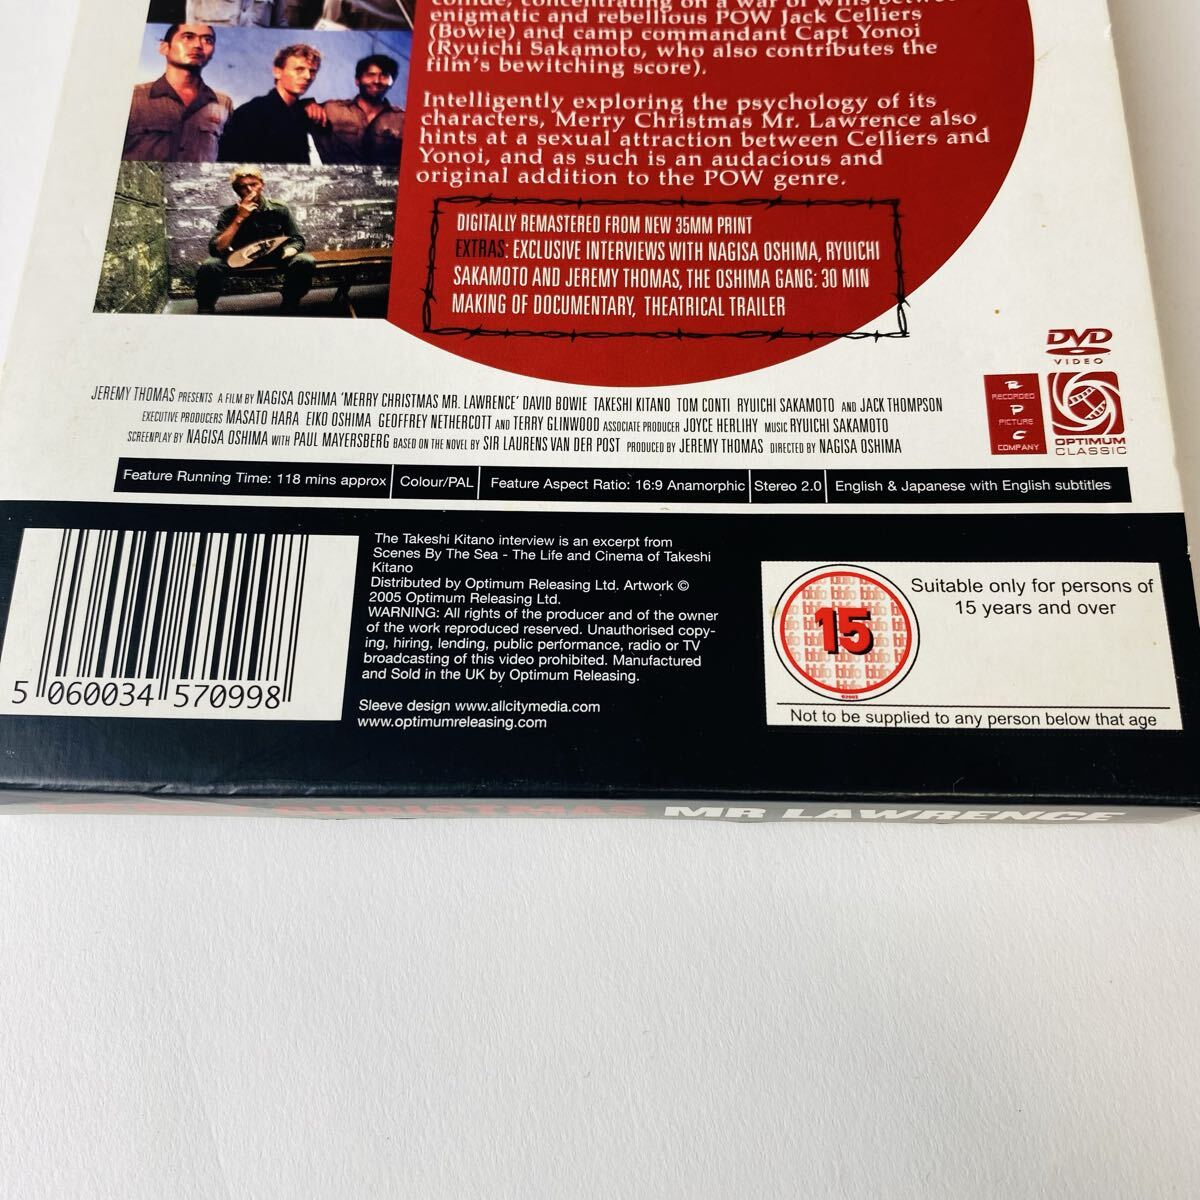 collide, concentrating on a war of wills between
enigmatic and rebellious POW Jack Celliers
(Bowie) and camp commandant Capt Yonoi
(Ryuichi Sakamoto, who also contributes the
film's bewitching score).
Intelligently exploring the psychology of its
characters, Merry Christmas Mr. Lawrence also
hints at a sexual attraction between Celliers and
Yonoi, and as such is an audacious and
original addition to the POW genre.
DIGITALLY REMASTERED FROM NEW 35MM PRINT
EXTRAS: EXCLUSIVE INTERVIEWS WITH NAGISA OSHIMA, RYUICHI
SAKAMOTO AND JEREMY THOMAS, THE OSHIMA GANG: 30 MIN
MAKING OF DOCUMENTARY, THEATRICAL TRAILER
DVD
VIDEO
RECORDED
P
PICTURE
C
COMPANY
OPTIMUM
CLASSIC
JEREMY THOMAS PRESENTS A FILM BY NAGISA OSHIMA 'MERRY CHRISTMAS MR. LAWRENCE' DAVID BOWIE TAKESHI KITANO TOM CONTI RYUICHI SAKAMOTO AND JACK THOMPSON
EXECUTIVE PRODUCERS MASATO HARA EIKO OSHIMA GEOFFREY NETHERCOTT AND TERRY GLINWOOD ASSOCIATE PRODUCER JOYCE HERLIHY MUSIC RYUICHI SAKAMOTO
SCREENPLAY BY NAGISA OSHIMA WITH PAUL MAYERSBERG BASED ON THE NOVEL BY SIR LAURENS VAN DER POST PRODUCED BY JEREMY THOMAS DIRECTED BY NAGISA OSHIMA
Feature Running Time: 118 mins approx Colour/PAL Feature Aspect Ratio: 16:9 Anamorphic Stereo 2.0 English & Japanese with English subtitles
5 060034 570998
The Takeshi Kitano interview is an excerpt from
Scenes By The Sea - The Life and Cinema of Takeshi
Kitano
Distributed by Optimum Releasing Ltd. Artwork ©
2005 Optimum Releasing Ltd.
WARNING: All rights of the producer and of the owner
of the work reproduced reserved. Unauthorised copy-
ing, hiring, lending, public performance, radio or TV
broadcasting of this video prohibited. Manufactured
and Sold in the UK by Optimum Releasing.
Sleeve design www.allcitymedia.com
www.optimumreleasing.com
15
Suitable only for persons of
15 years and over
Not to be supplied to any person below that age
CHRISTMAS MR LAWRENCE